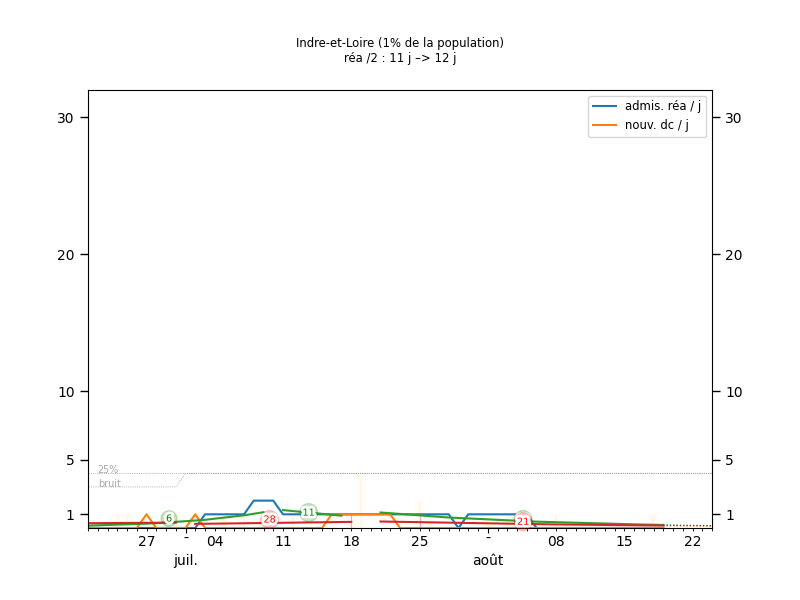 Indre-et-Loire (1% de la population)
réa /2 : 11 j –> 12 j
admis. réa / j
nouv. dc / j
30 30
20 20
10 10
5 5
1 1
25%
bruit
6 28 11 21
27 - 04 11 18 25 - 08 15 22
juil. août